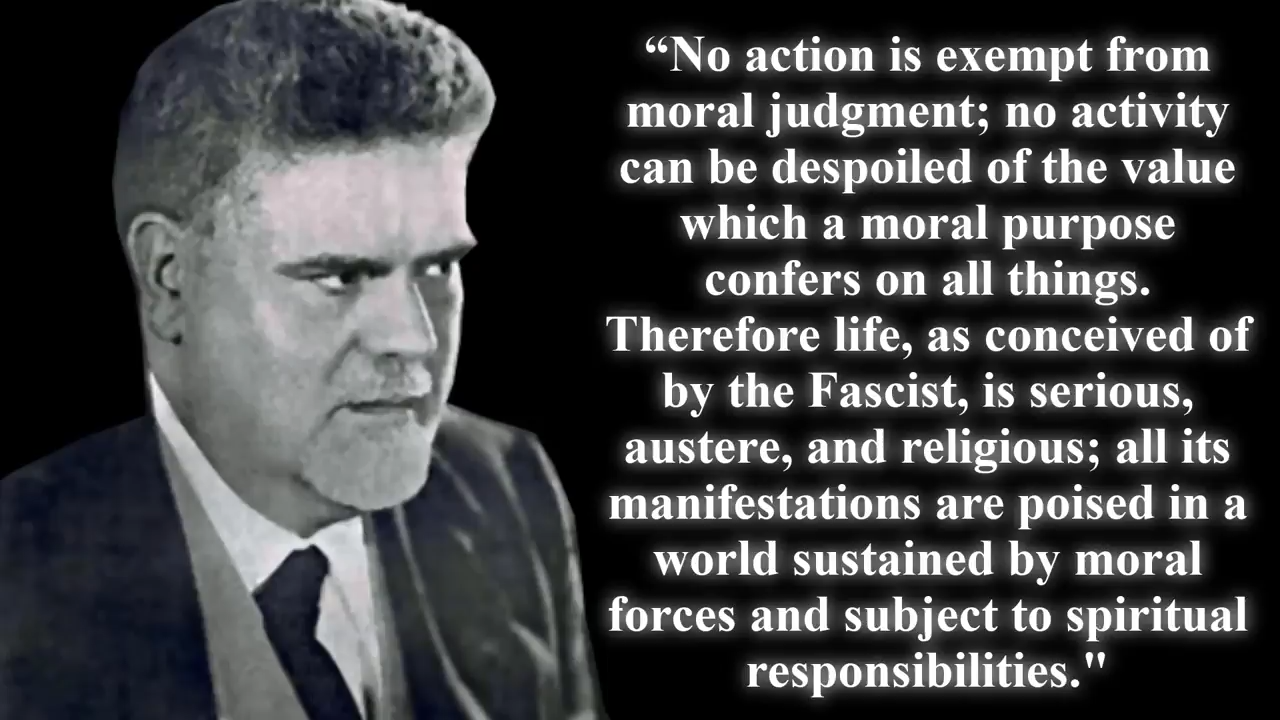 “No action is exempt from
moral judgment; no activity
can be despoiled of the value
which a moral purpose
confers on all things.
Therefore life, as conceived of
by the Fascist, is serious,
austere, and religious; all its
manifestations are poised in a
world sustained by moral
forces and subject to spiritual
responsibilities."